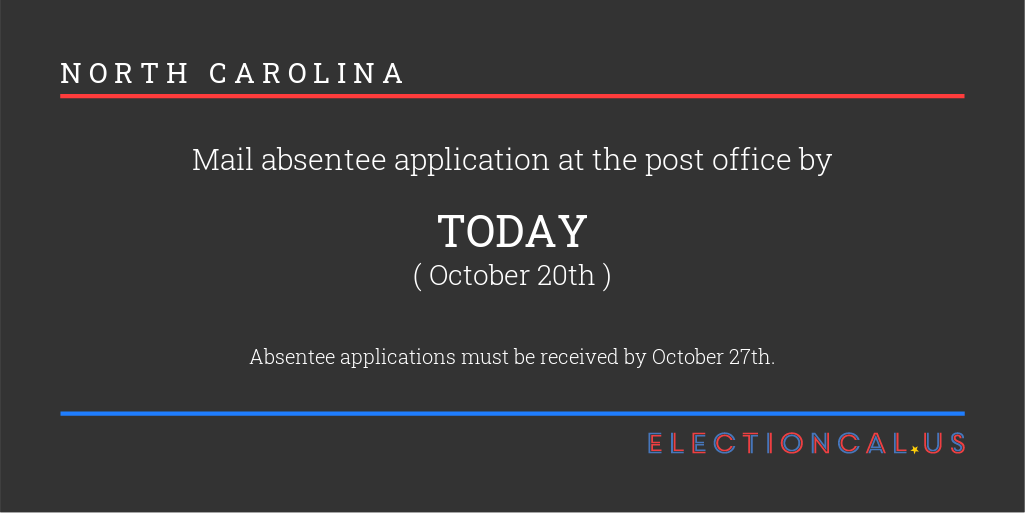 NORTH CAROLINA
Mail absentee application at the post office by
TODAY
( October 20th )
Absentee applications must be received by October 27th.
ELECTIONCAL.US